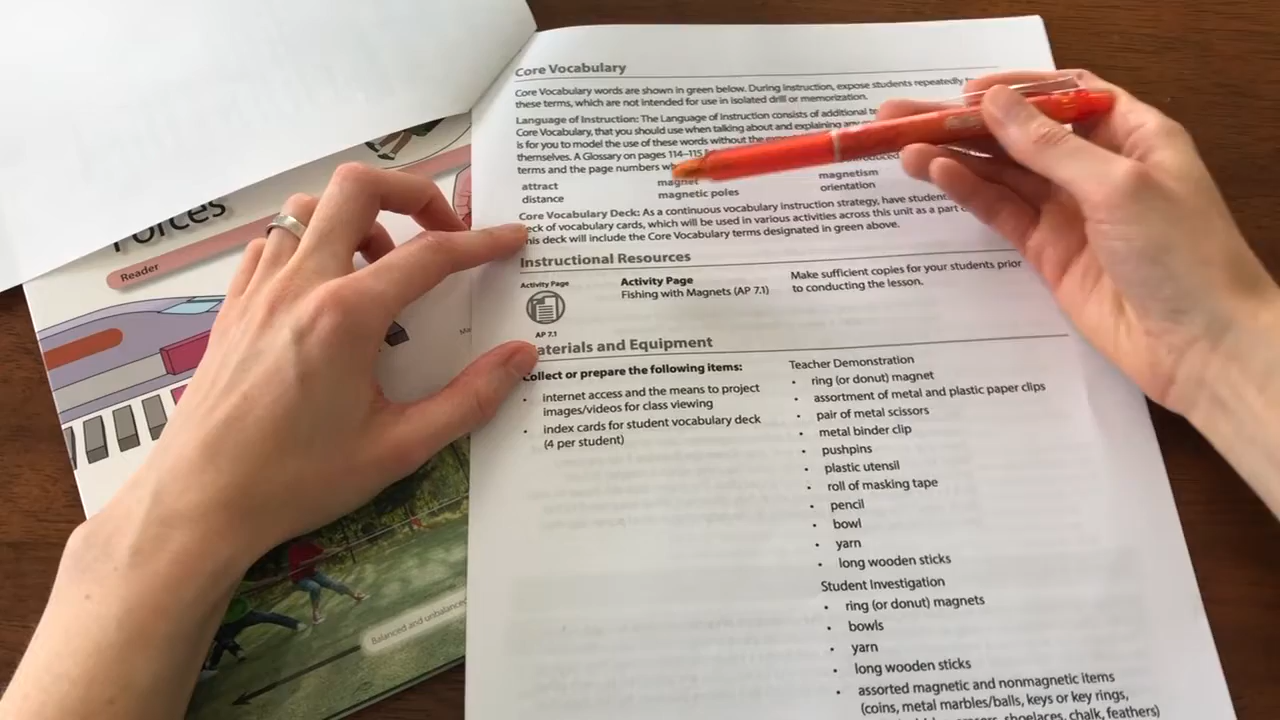 Core Vocabulary
Core Vocabulary words are shown in green below. During instruction, expose students repeatedly to
these terms, which are not intended for use in isolated drill or memorization.
Language of Instruction: The Language of Instruction consists of additional
Core Vocabulary, that you should use when talking about and explaining any
is for you to model the use of these words without the
themselves. A Glossary on pages 114–115
terms and the page numbers introduced
attract magnet magnetism
distance magnetic poles orientation
Core Vocabulary Deck: As a continuous vocabulary instruction strategy, have
deck of vocabulary cards, which will be used in various activities across this unit as a part
This deck will include the Core Vocabulary terms designated in green above.
Instructional Resources
Activity Page
AP 7.1
Activity Page
Fishing with Magnets (AP 7.1)
Make sufficient copies for your students prior
to conducting the lesson.
Materials and Equipment
Collect or prepare the following items:
• internet access and the means to project
images/videos for class viewing
• index cards for student vocabulary deck
(4 per student)
Teacher Demonstration
• ring (or donut) magnet
• assortment of metal and plastic paper clips
• pair of metal scissors
• metal binder clip
• pushpins
• plastic utensil
• roll of masking tape
• pencil
• bowl
• yarn
• long wooden sticks
Student Investigation
• ring (or donut) magnets
• bowls
• yarn
• long wooden sticks
• assorted magnetic and nonmagnetic items
(coins, metal marbles/balls, keys or key rings,
shoelaces, chalk, feathers)
Forces
Reader
Balanced and unbalanced